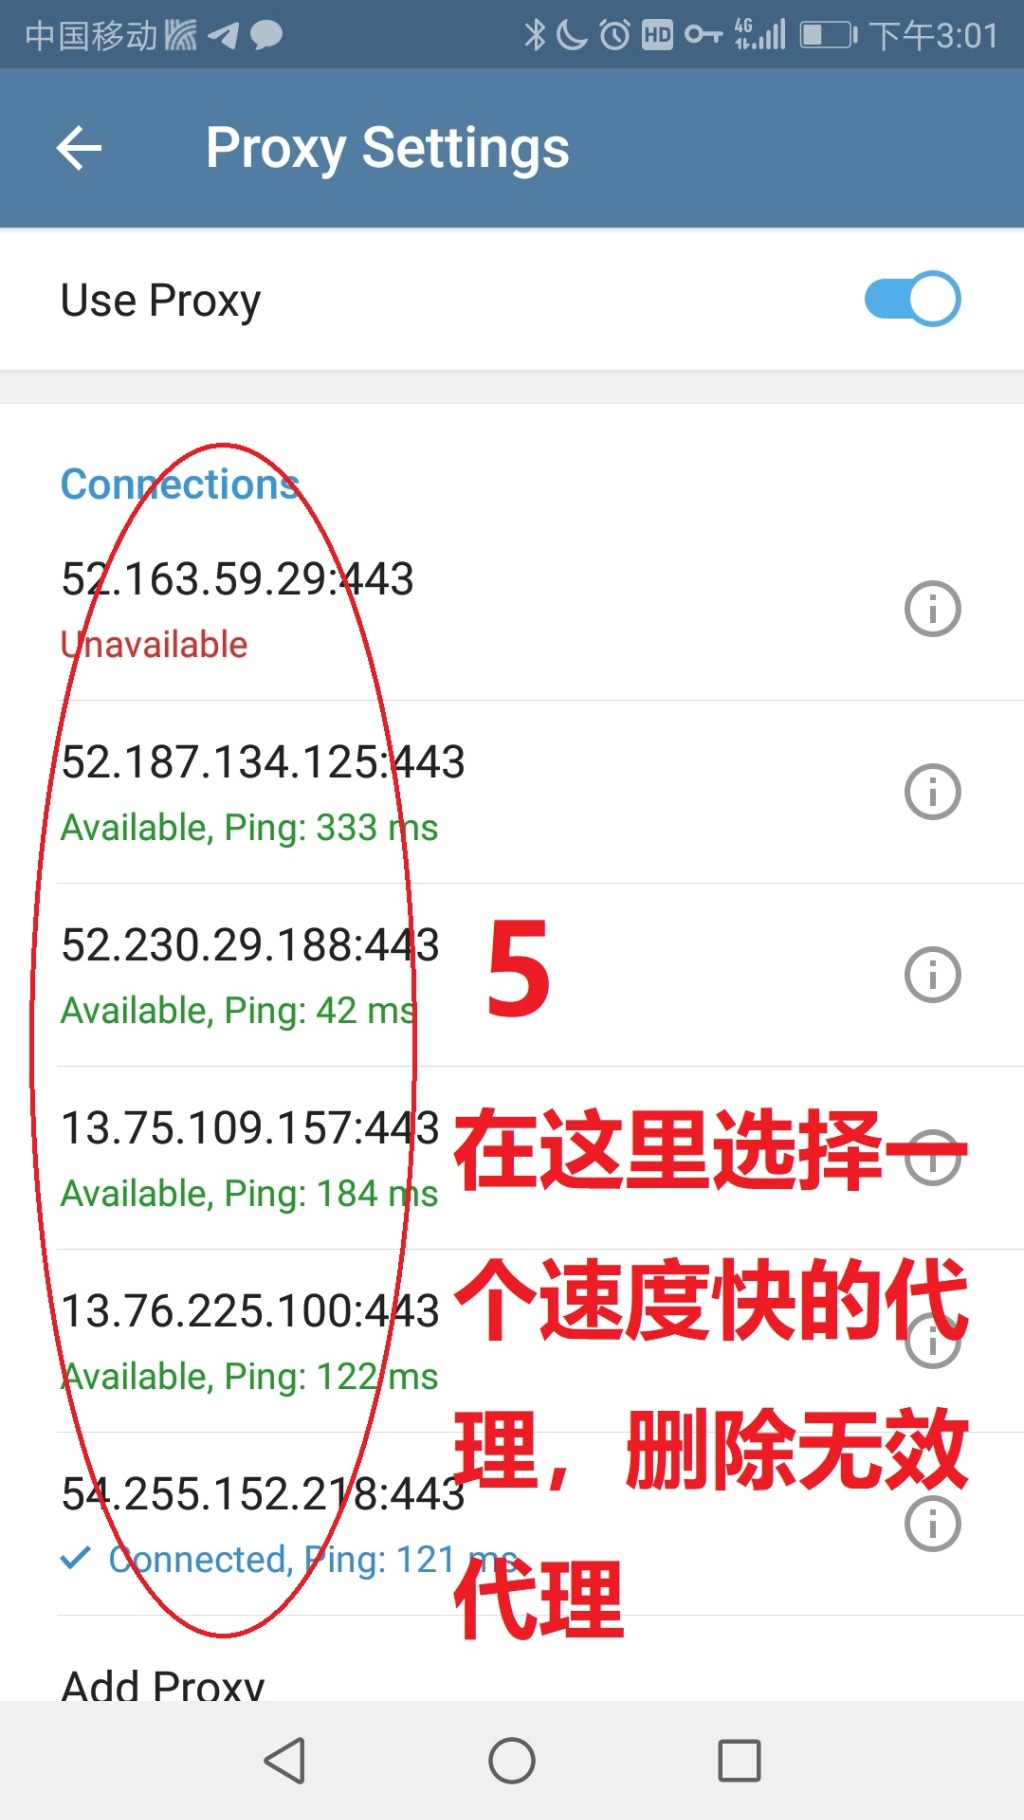 中国移动
HD
4G
下午3:01
Proxy Settings
Use Proxy
Connections
52.163.59.29:443
Unavailable
52.187.134.125:443
Available, Ping: 333 ms
52.230.29.188:443
Available, Ping: 42 ms
5
13.75.109.157:443
Available, Ping: 184 ms
13.76.225.100:443
Available, Ping: 122 ms
54.255.152.218:443
Connected, Ping: 121 ms
在这里选择一
个速度快的代
理，删除无效
代理
Add Proxy